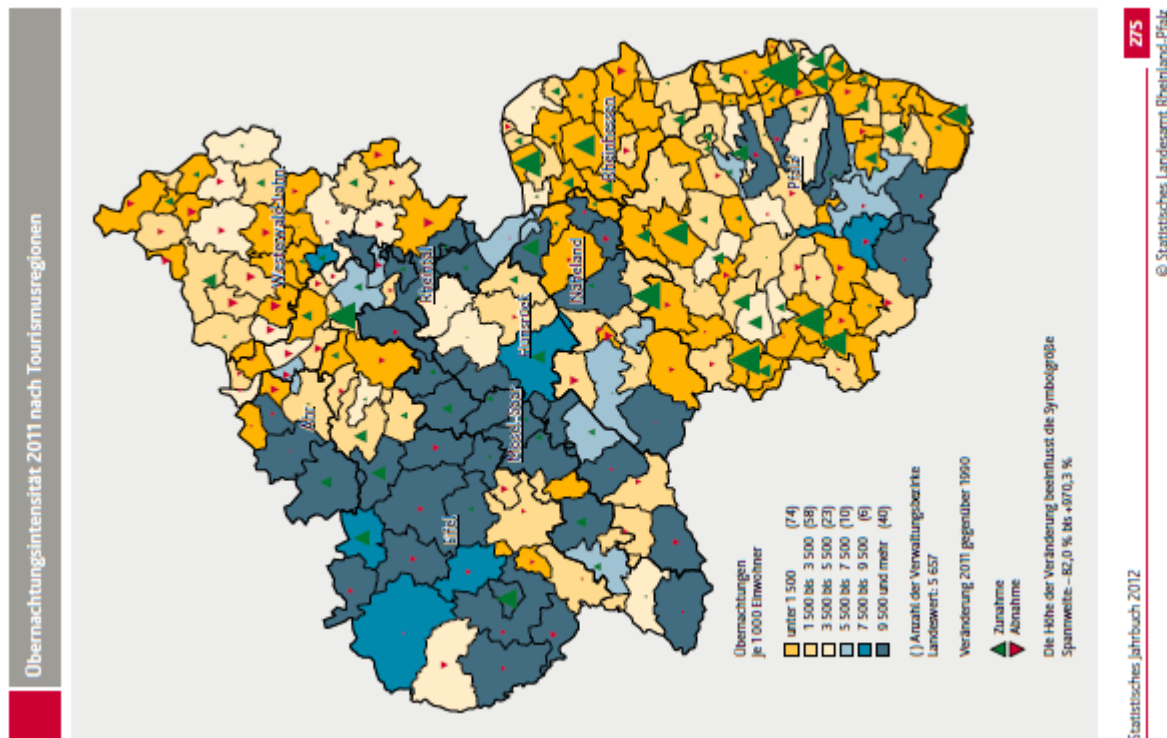 Übernachtungsintensität 2011 nach Tourismusregionen
Westerwald-Lahn
Ahr
Rheintal
Eifel
Mosel-Saar
Hunsrück
Naheland
Rheinhessen
Pfalz
Übernachtungen
je 1 000 Einwohner
unter 1 500 (74)
1 500 bis 3 500 (58)
3 500 bis 5 500 (23)
5 500 bis 7 500 (10)
7 500 bis 9 500 (6)
9 500 und mehr (40)
( ) Anzahl der Verwaltungsbezirke
Landeswert: 5 657
Veränderung 2011 gegenüber 1990
Zunahme
Abnahme
Die Höhe der Veränderung beeinflusst die Symbolgröße
Spannweite: –82,0 % bis +970,3 %
Statistisches Jahrbuch 2012
275
© Statistisches Landesamt Rheinland-Pfalz